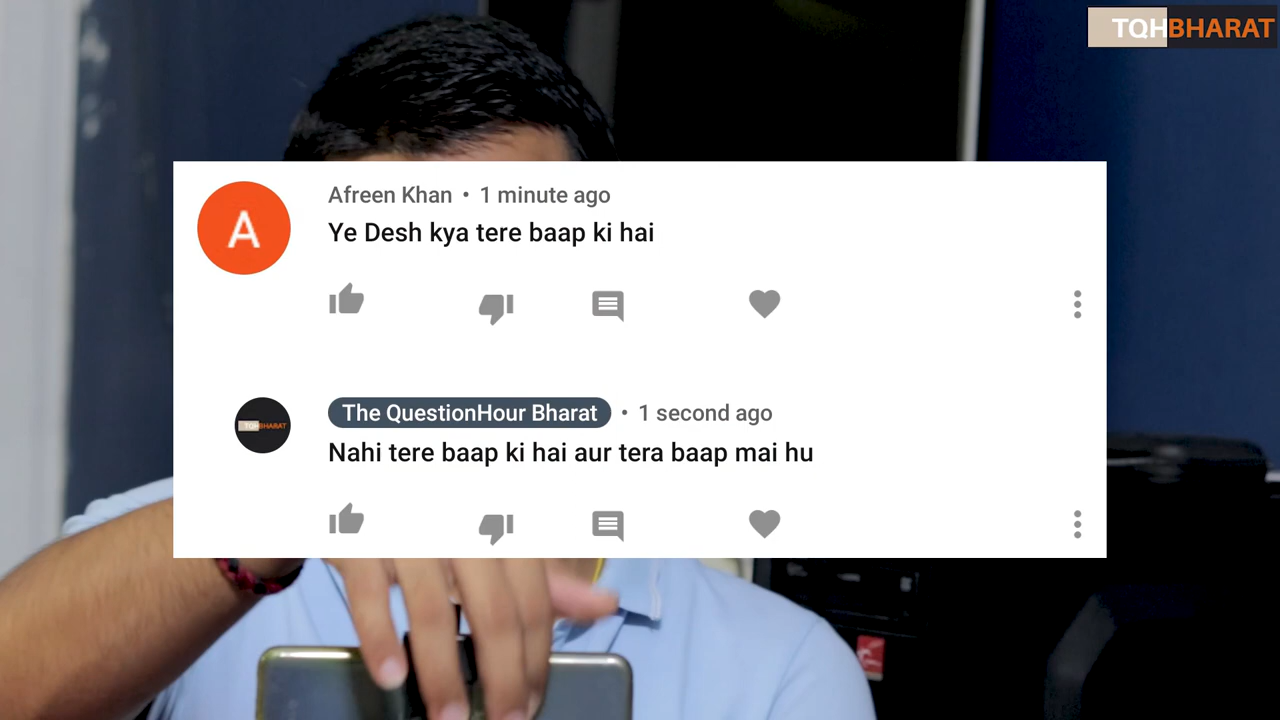 TQHBHARAT
Afreen Khan • 1 minute ago
A
Ye Desh kya tere baap ki hai
The QuestionHour Bharat • 1 second ago
TQHBHARAT
Nahi tere baap ki hai aur tera baap mai hu